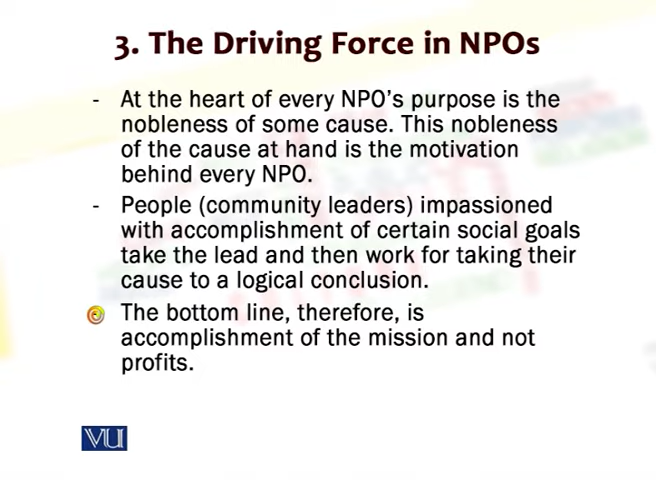 3. The Driving Force in NPOs
- At the heart of every NPO's purpose is the
nobleness of some cause. This nobleness
of the cause at hand is the motivation
behind every NPO.
- People (community leaders) impassioned
with accomplishment of certain social goals
take the lead and then work for taking their
cause to a logical conclusion.
The bottom line, therefore, is
accomplishment of the mission and not
profits.
VU